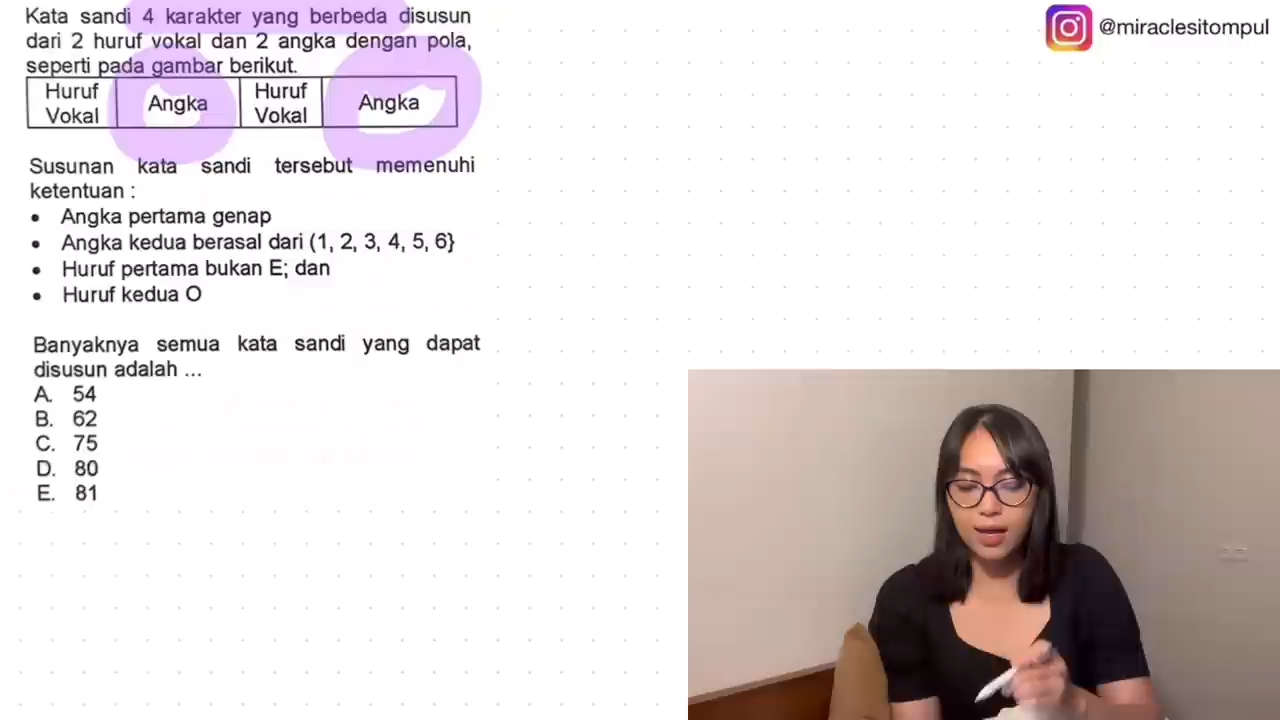 Kata sandi 4 karakter yang berbeda disusun
dari 2 huruf vokal dan 2 angka dengan pola,
seperti pada gambar berikut.
Huruf Vokal Angka Huruf Vokal Angka
Susunan kata sandi tersebut memenuhi
ketentuan :
• Angka pertama genap
• Angka kedua berasal dari (1, 2, 3, 4, 5, 6}
• Huruf pertama bukan E; dan
• Huruf kedua O
Banyaknya semua kata sandi yang dapat
disusun adalah ...
A. 54
B. 62
C. 75
D. 80
E. 81
@miraclesitompul